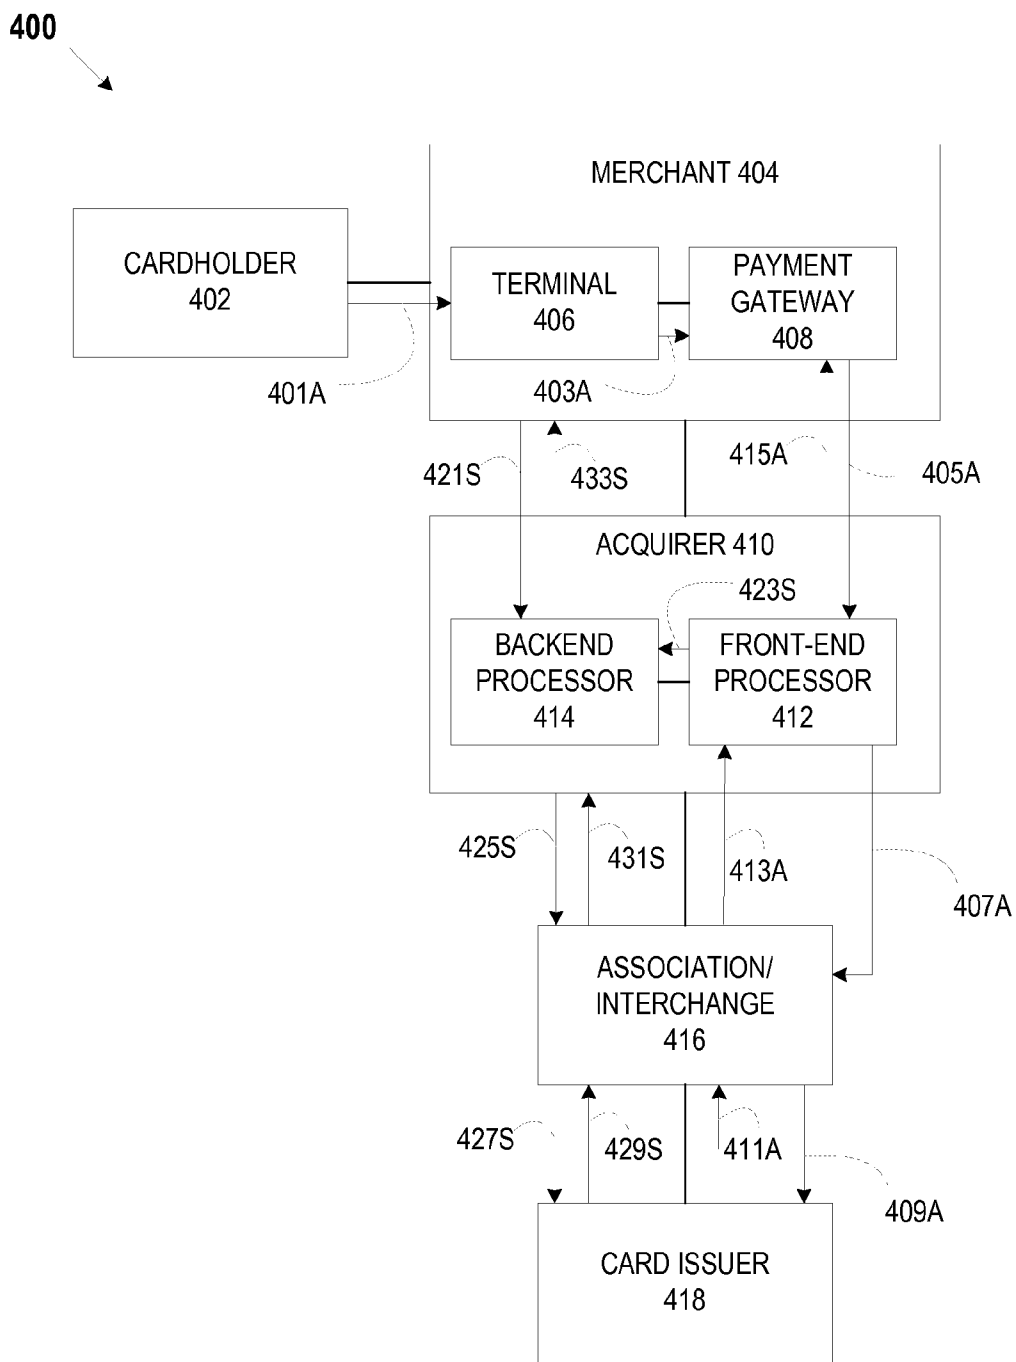 400
MERCHANT 404
CARDHOLDER
402
TERMINAL
406
PAYMENT
GATEWAY
408
401A
403A
421S
433S
415A
405A
ACQUIRER 410
423S
BACKEND
PROCESSOR
414
FRONT-END
PROCESSOR
412
425S
431S
413A
407A
ASSOCIATION/
INTERCHANGE
416
427S
429S
411A
409A
CARD ISSUER
418